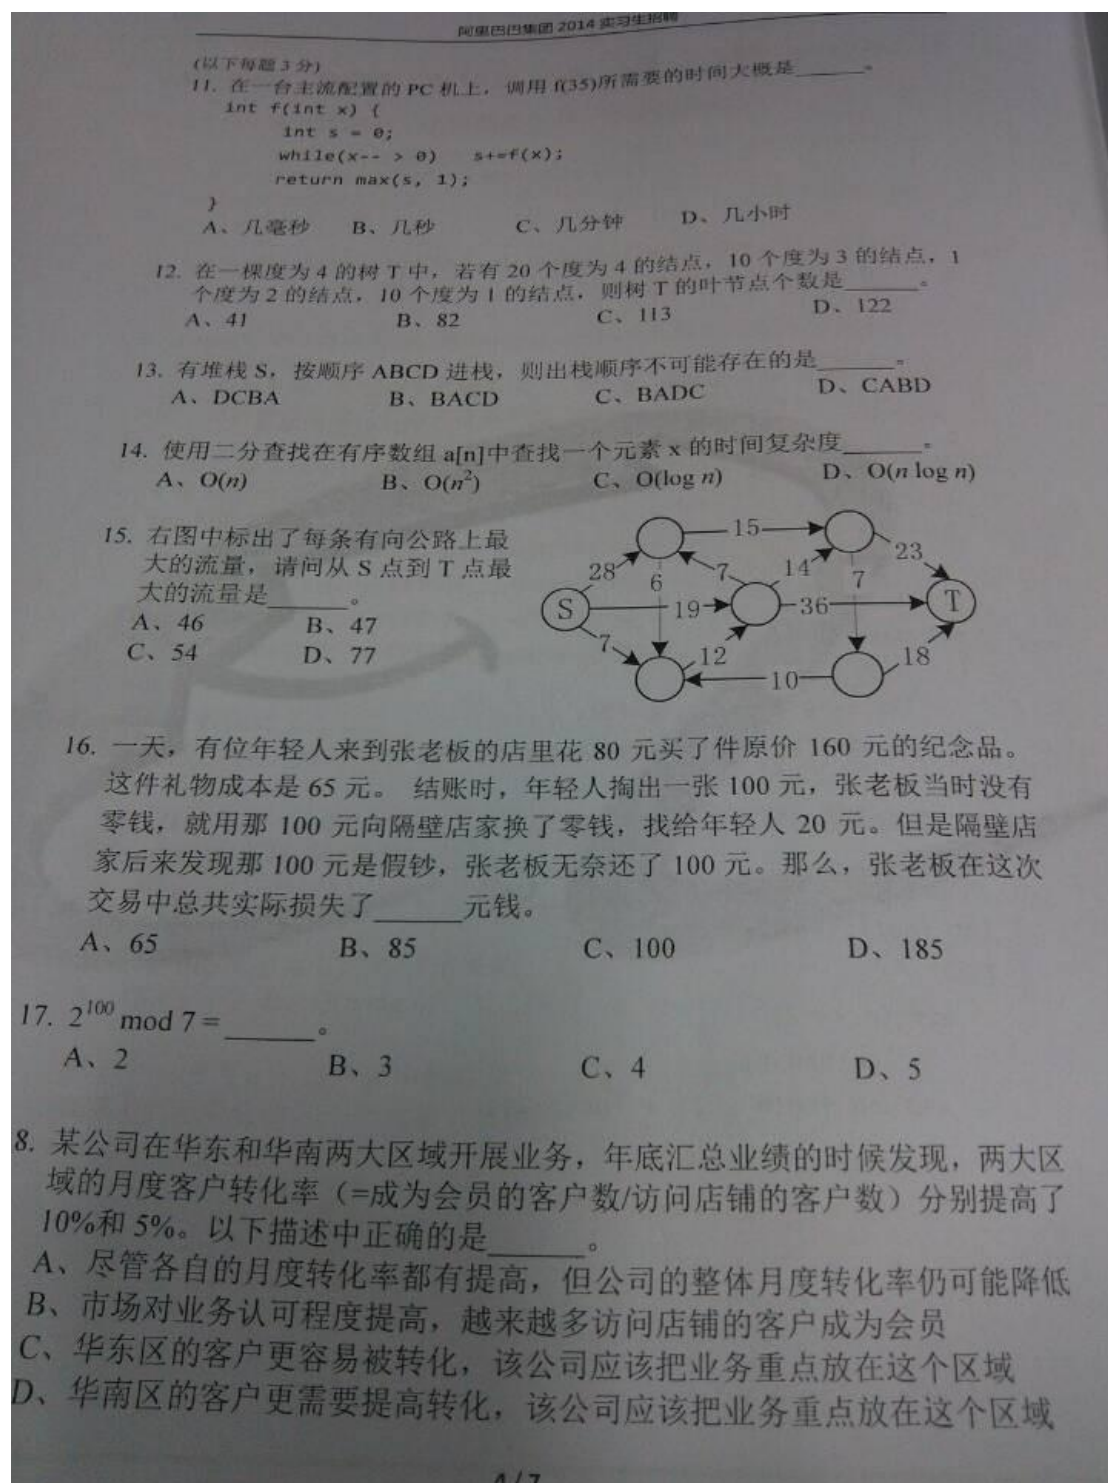 阿里巴巴集团 2014 实习生招聘
(以下每题 3 分)
11. 在一台主流配置的 PC 机上，调用 f(35)所需要的时间大概是______。
int f(int x) {
int s = 0;
while(x-- > 0) s+=f(x);
return max(s, 1);
}
A、几毫秒 B、几秒 C、几分钟 D、几小时
12. 在一棵度为 4 的树 T 中，若有 20 个度为 4 的结点，10 个度为 3 的结点，1
个度为 2 的结点，10 个度为 1 的结点，则树 T 的叶节点个数是______。
A、41 B、82 C、113 D、122
13. 有堆栈 S，按顺序 ABCD 进栈，则出栈顺序不可能存在的是______。
A、DCBA B、BACD C、BADC D、CABD
14. 使用二分查找在有序数组 a[n]中查找一个元素 x 的时间复杂度______。
A、O(n) B、O(n²) C、O(log n) D、O(n log n)
15. 右图中标出了每条有向公路上最
大的流量，请问从 S 点到 T 点最
大的流量是______。
A、46 B、47
C、54 D、77
15
28 6 7 14 7 23
S 19 36 T
7 12 18
10
16. 一天，有位年轻人来到张老板的店里花 80 元买了件原价 160 元的纪念品。
这件礼物成本是 65 元。 结账时，年轻人掏出一张 100 元，张老板当时没有
零钱，就用那 100 元向隔壁店家换了零钱，找给年轻人 20 元。但是隔壁店
家后来发现那 100 元是假钞，张老板无奈还了 100 元。那么，张老板在这次
交易中总共实际损失了______元钱。
A、65 B、85 C、100 D、185
17. 2¹⁰⁰ mod 7 = ______。
A、2 B、3 C、4 D、5
8. 某公司在华东和华南两大区域开展业务，年底汇总业绩的时候发现，两大区
域的月度客户转化率（=成为会员的客户数/访问店铺的客户数）分别提高了
10%和 5%。以下描述中正确的是______。
A、尽管各自的月度转化率都有提高，但公司的整体月度转化率仍可能降低
B、市场对业务认可程度提高，越来越多访问店铺的客户成为会员
C、华东区的客户更容易被转化，该公司应该把业务重点放在这个区域
D、华南区的客户更需要提高转化，该公司应该把业务重点放在这个区域
4 / 7